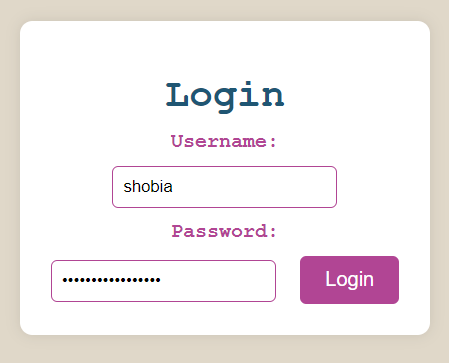 Login
Username:
shobia
Password:
•••••••••••••••••
Login